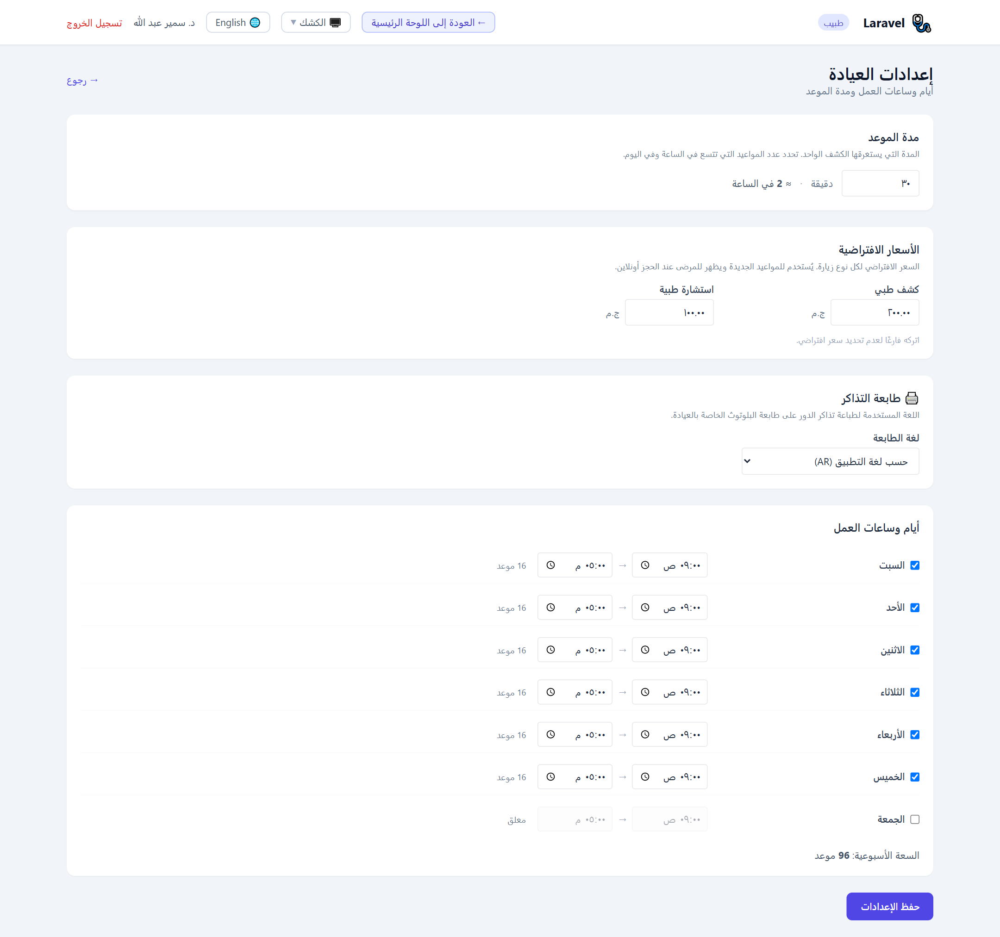 Laravel طبيب
← العودة إلى اللوحة الرئيسية
الكشك ▼
English
د. سمير عبد الله
تسجيل الخروج
إعدادات العيادة
أيام وساعات العمل ومدة الموعد
→ رجوع
مدة الموعد
المدة التي يستغرقها الكشف الواحد. تحدد عدد المواعيد التي تتسع في الساعة وفي اليوم.
٣٠ دقيقة · ≈ 2 في الساعة
الأسعار الافتراضية
السعر الافتراضي لكل نوع زيارة. يُستخدم للمواعيد الجديدة ويظهر للمرضى عند الحجز أونلاين.
كشف طبي
٢٠٠.٠٠ ج.م
استشارة طبية
١٠٠.٠٠ ج.م
اتركه فارغًا لعدم تحديد سعر افتراضي.
طابعة التذاكر
اللغة المستخدمة لطباعة تذاكر الدور على طابعة البلوتوث الخاصة بالعيادة.
لغة الطابعة
حسب لغة التطبيق (AR)
أيام وساعات العمل
السبت ٠٩:٠٠ ص → ٠٥:٠٠ م 16 موعد
الأحد ٠٩:٠٠ ص → ٠٥:٠٠ م 16 موعد
الاثنين ٠٩:٠٠ ص → ٠٥:٠٠ م 16 موعد
الثلاثاء ٠٩:٠٠ ص → ٠٥:٠٠ م 16 موعد
الأربعاء ٠٩:٠٠ ص → ٠٥:٠٠ م 16 موعد
الخميس ٠٩:٠٠ ص → ٠٥:٠٠ م 16 موعد
الجمعة ٠٩:٠٠ ص → ٠٥:٠٠ م مغلق
السعة الأسبوعية: 96 موعد
حفظ الإعدادات